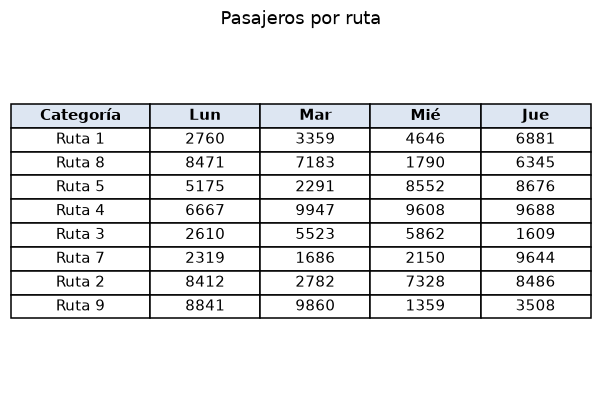 Pasajeros por ruta
Categoría Lun Mar Mié Jue
Ruta 1 2760 3359 4646 6881
Ruta 8 8471 7183 1790 6345
Ruta 5 5175 2291 8552 8676
Ruta 4 6667 9947 9608 9688
Ruta 3 2610 5523 5862 1609
Ruta 7 2319 1686 2150 9644
Ruta 2 8412 2782 7328 8486
Ruta 9 8841 9860 1359 3508